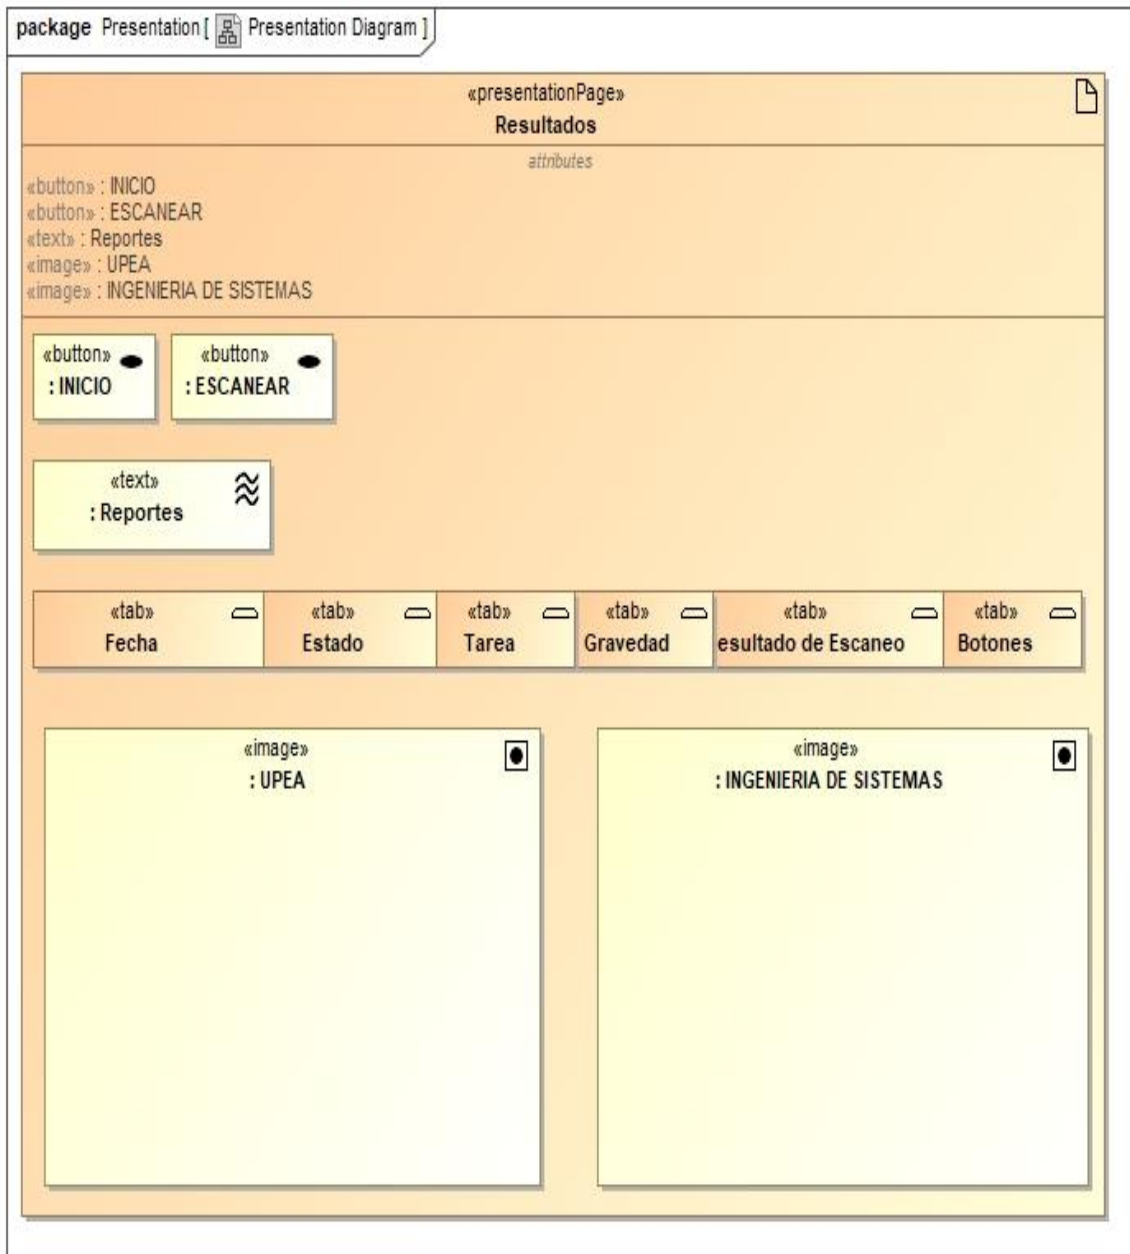 package Presentation [ Presentation Diagram ]
«presentationPage»
Resultados
attributes
«button» : INICIO
«button» : ESCANEAR
«text» : Reportes
«image» : UPEA
«image» : INGENIERIA DE SISTEMAS
«button»
: INICIO
«button»
: ESCANEAR
«text»
: Reportes
«tab»
Fecha
«tab»
Estado
«tab»
Tarea
«tab»
Gravedad
«tab»
esultado de Escaneo
«tab»
Botones
«image»
: UPEA
«image»
: INGENIERIA DE SISTEMAS